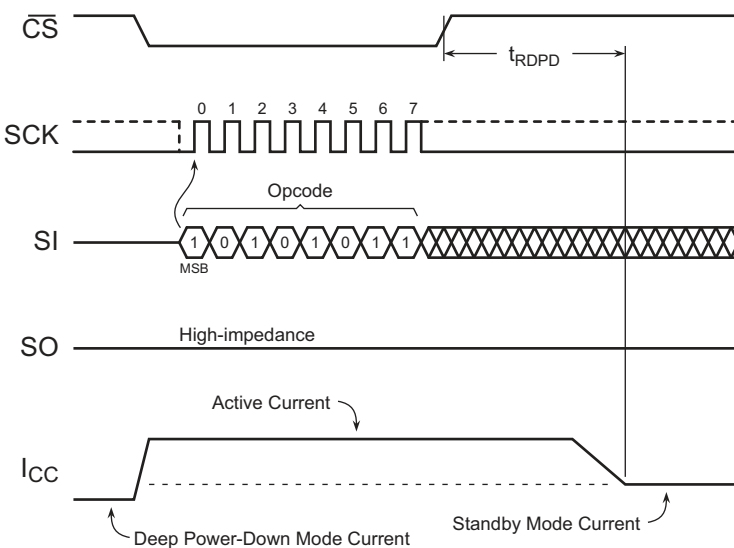 C̅S̅
tRDPD
0 1 2 3 4 5 6 7
SCK
Opcode
SI
1 0 1 0 1 0 1 1
MSB
High-impedance
SO
Active Current
ICC
Standby Mode Current
Deep Power-Down Mode Current